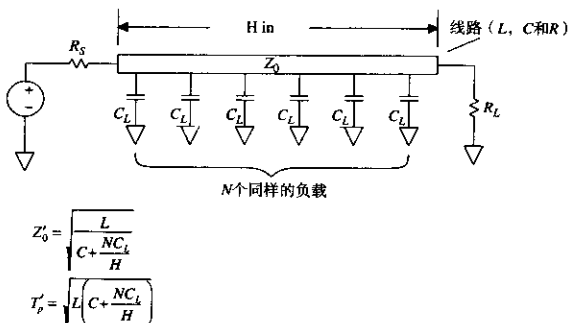 H in
线路（L，C和R）
R_S
Z_0
+
−
C_L C_L C_L C_L C_L C_L
R_L
N个同样的负载
Z'_0 = √(L / (C + NC_L / H))
T'_p = √(L(C + NC_L / H))